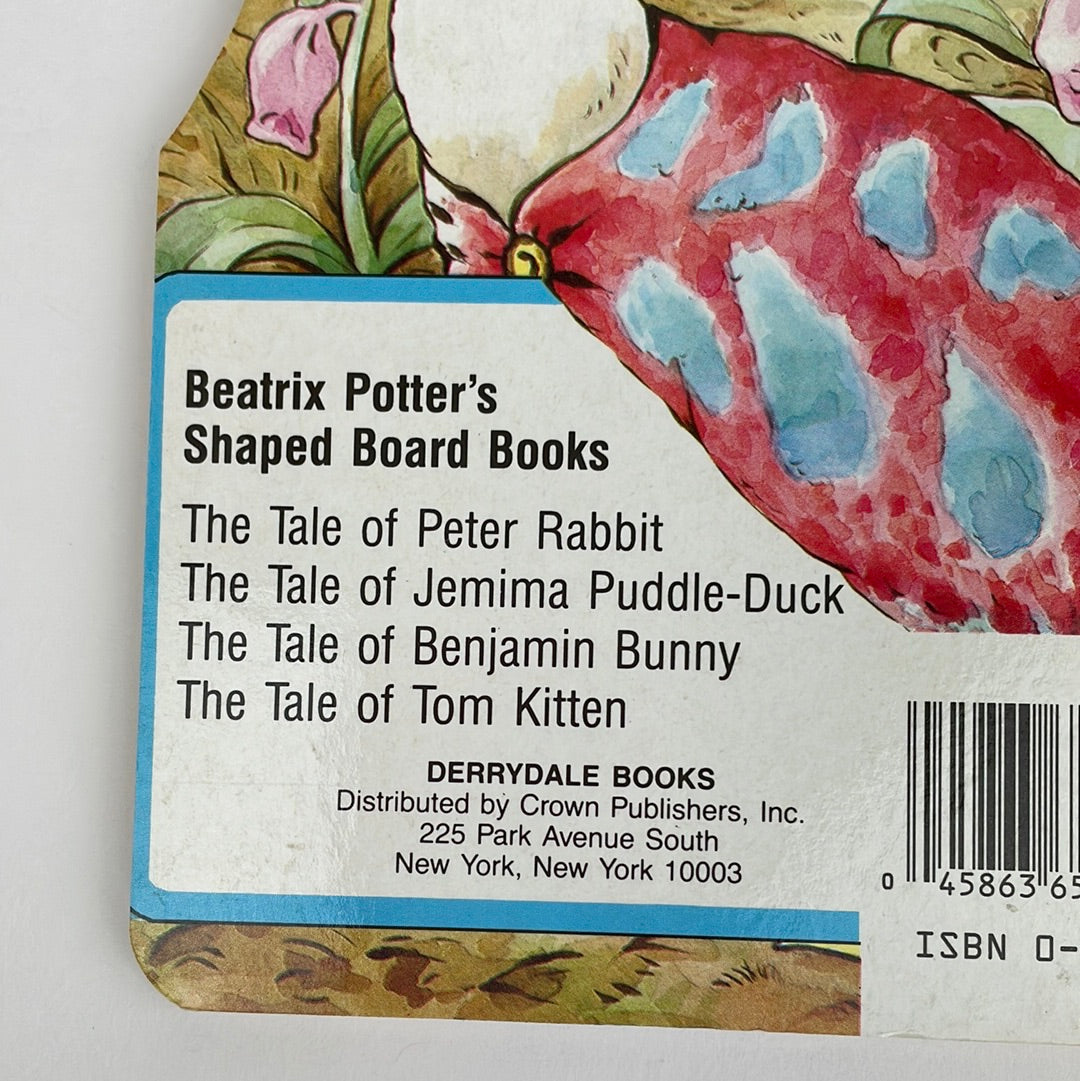 Beatrix Potter's
Shaped Board Books
The Tale of Peter Rabbit
The Tale of Jemima Puddle-Duck
The Tale of Benjamin Bunny
The Tale of Tom Kitten
DERRYDALE BOOKS
Distributed by Crown Publishers, Inc.
225 Park Avenue South
New York, New York 10003
0 45863 65
ISBN 0-